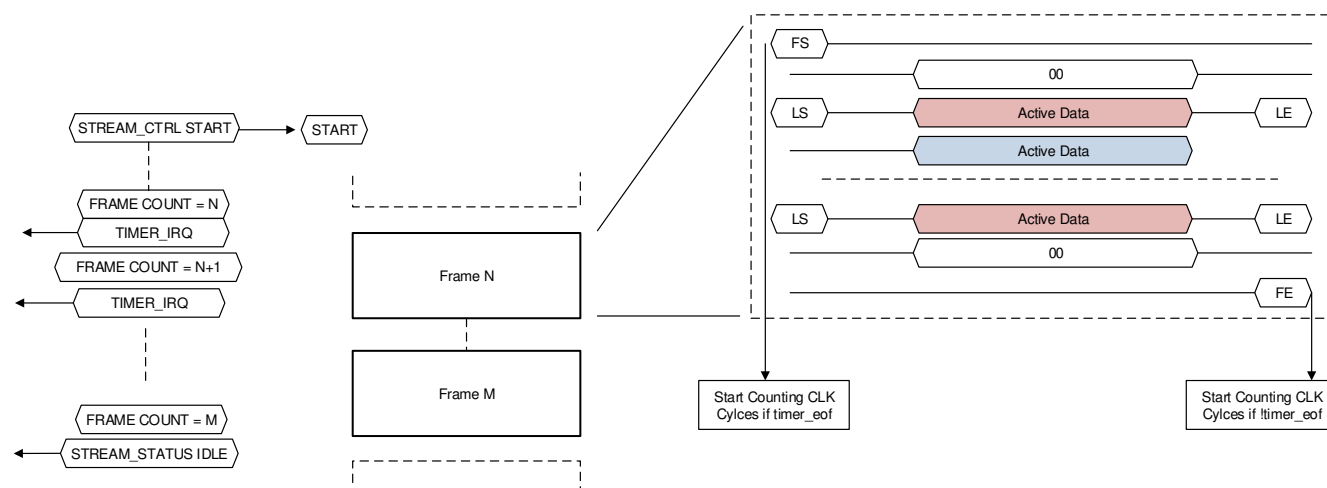 STREAM_CTRL START
START
FRAME COUNT = N
TIMER_IRQ
FRAME COUNT = N+1
TIMER_IRQ
FRAME COUNT = M
STREAM_STATUS IDLE
Frame N
Frame M
FS
00
LS
Active Data
LE
Active Data
LS
Active Data
LE
00
FE
Start Counting CLK
Cylces if timer_eof
Start Counting CLK
Cylces if !timer_eof